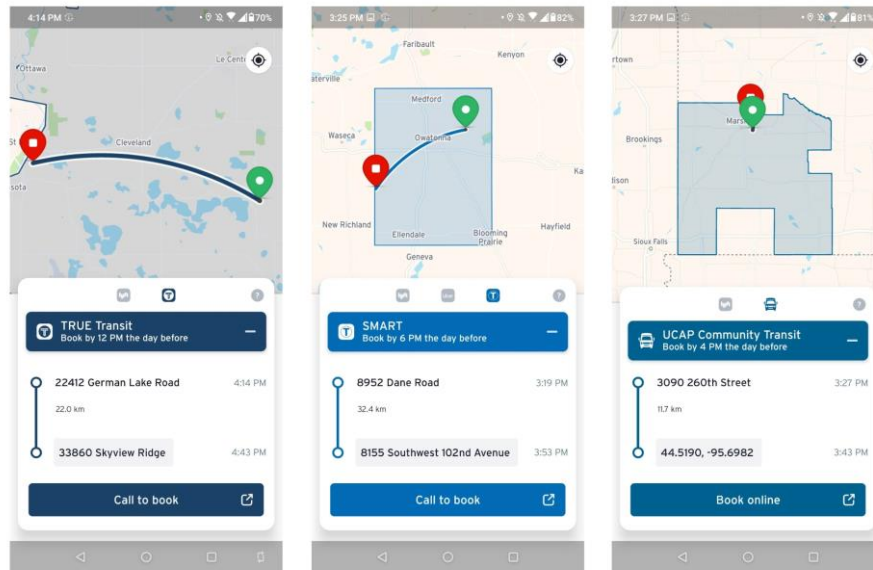 4:14 PM
70%
Ottawa
Cleveland
TRUE Transit
Book by 12 PM the day before
22412 German Lake Road
4:14 PM
22.0 km
33860 Skyview Ridge
4:43 PM
Call to book
3:25 PM
82%
Faribault
Kenyon
aterville
Medford
Waseca
Owatonna
Ka
New Richland
Ellendale
Blooming
Prairie
Hayfield
Geneva
SMART
Book by 6 PM the day before
8952 Dane Road
3:19 PM
32.4 km
8155 Southwest 102nd Avenue
3:53 PM
Call to book
3:27 PM
81%
rtown
Brookings
dison
Sioux Falls
UCAP Community Transit
Book by 4 PM the day before
3090 260th Street
3:27 PM
11.7 km
44.5190, -95.6982
3:43 PM
Book online